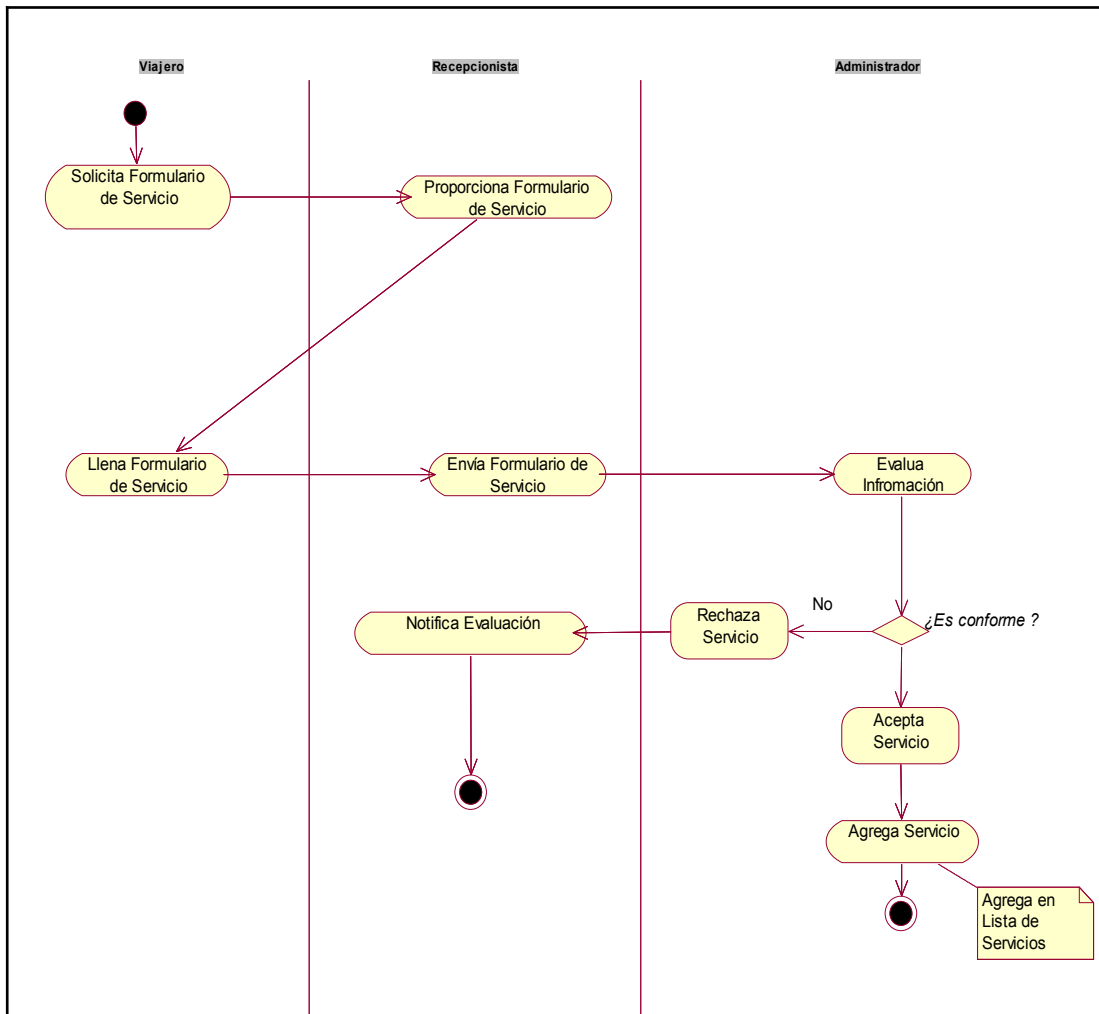 Viajero
Recepcionista
Administrador
Solicita Formulario
de Servicio
Proporciona Formulario
de Servicio
Llena Formulario
de Servicio
Envía Formulario de
Servicio
Evalua
Infromación
¿Es conforme ?
No
Rechaza
Servicio
Notifica Evaluación
Acepta
Servicio
Agrega Servicio
Agrega en
Lista de
Servicios